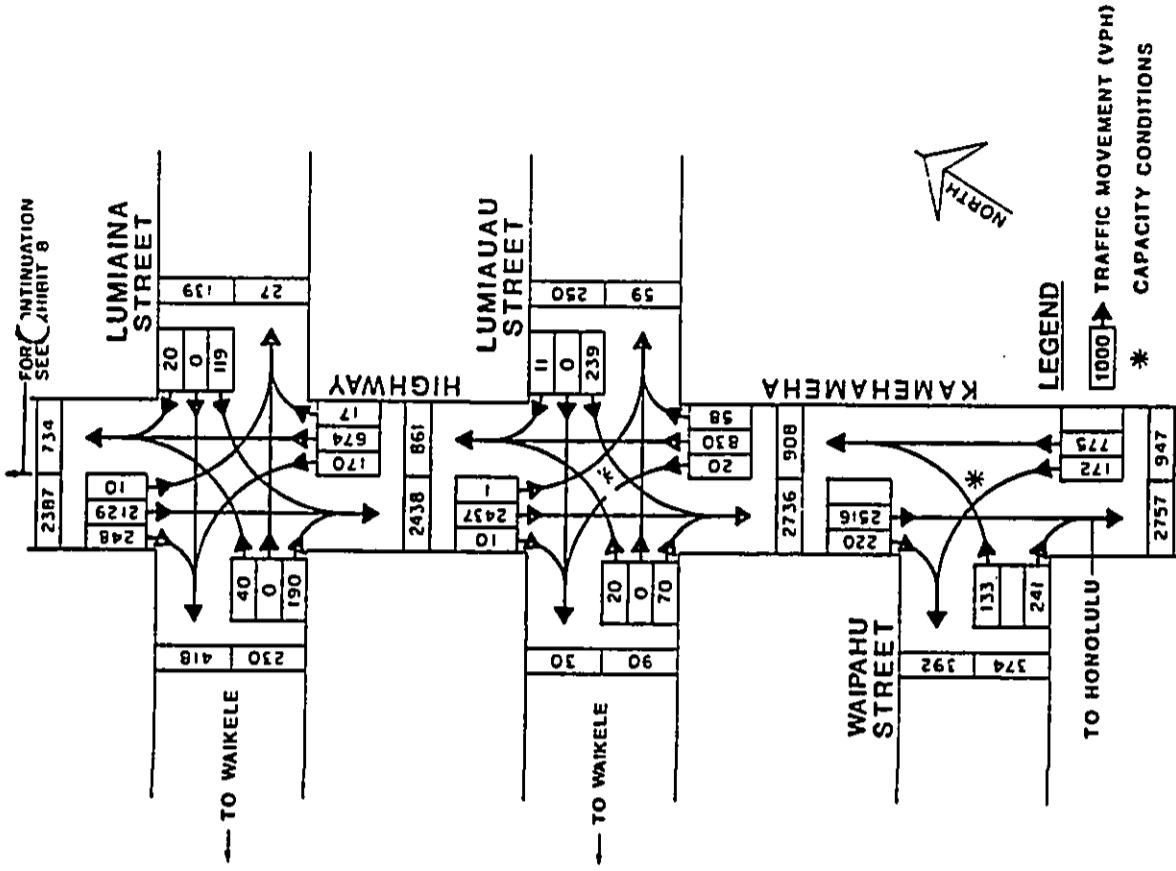 FOR
NTINUATION
SEE
XHIBIT 8
LUMIAINA
STREET
2387 734
248 2129 10
20
0
119
139 27
40
0
190
170 674 17
418 230
← TO WAIKELE
HIGHWAY
2438 861
LUMIAUAU
STREET
10 2437 1
11
0
239
250 59
*
20
0
70
20 830 58
30 90
← TO WAIKELE
2736 908
KAMEHAMEHA
220 2516
*
WAIPAHU
STREET
133
241
172 775
392 374
TO HONOLULU
2757 947
NORTH
LEGEND
1000 TRAFFIC MOVEMENT (VPH)
* CAPACITY CONDITIONS